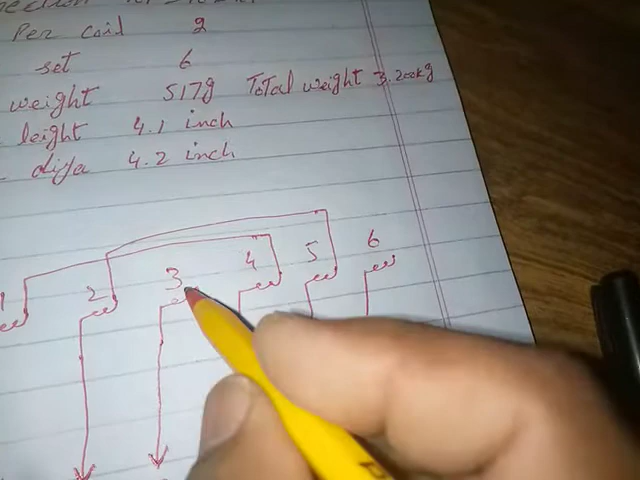 Per coil 2
set 6
weight 517g Total weight 3.200kg
leight 4.1 inch
difa 4.2 inch
1 2 3 4 5 6